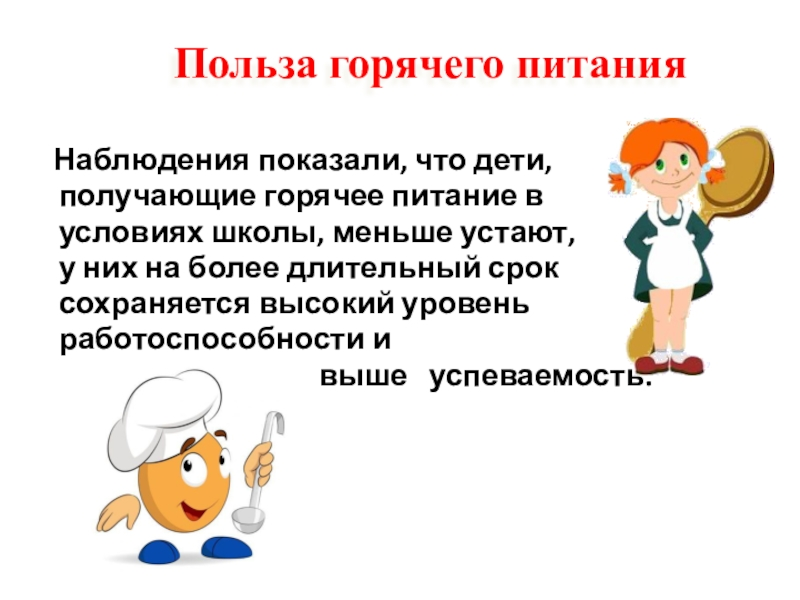 Польза горячего питания
Наблюдения показали, что дети,
получающие горячее питание в
условиях школы, меньше устают,
у них на более длительный срок
сохраняется высокий уровень
работоспособности и
выше успеваемость.